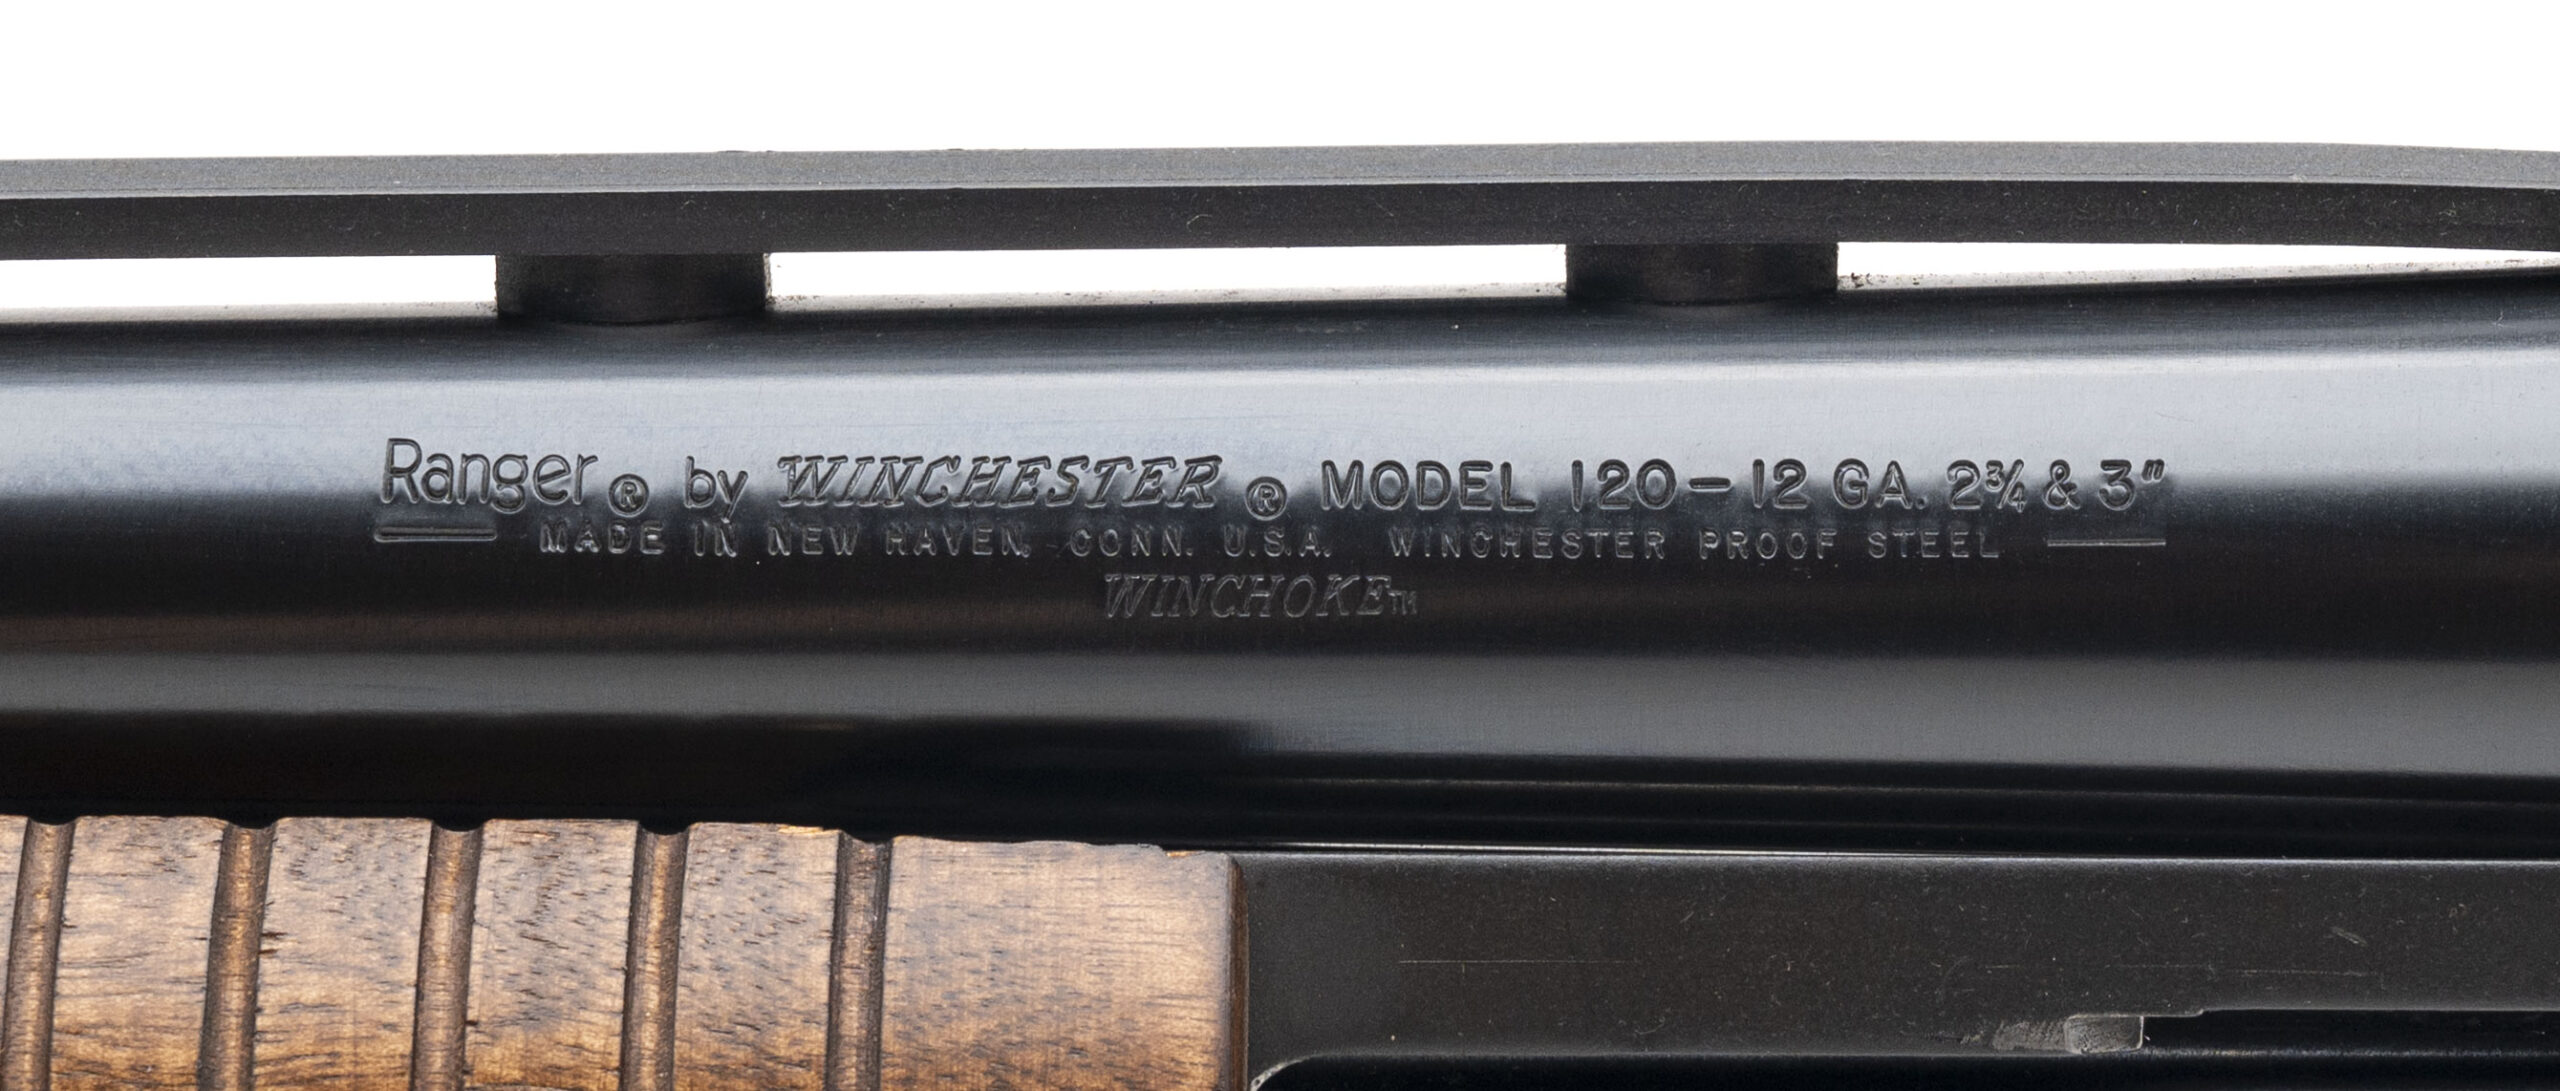 Ranger® by WINCHESTER® MODEL 120-12 GA. 2¾ & 3"
MADE IN NEW HAVEN, CONN. U.S.A. WINCHESTER PROOF STEEL
WINCHOKE™